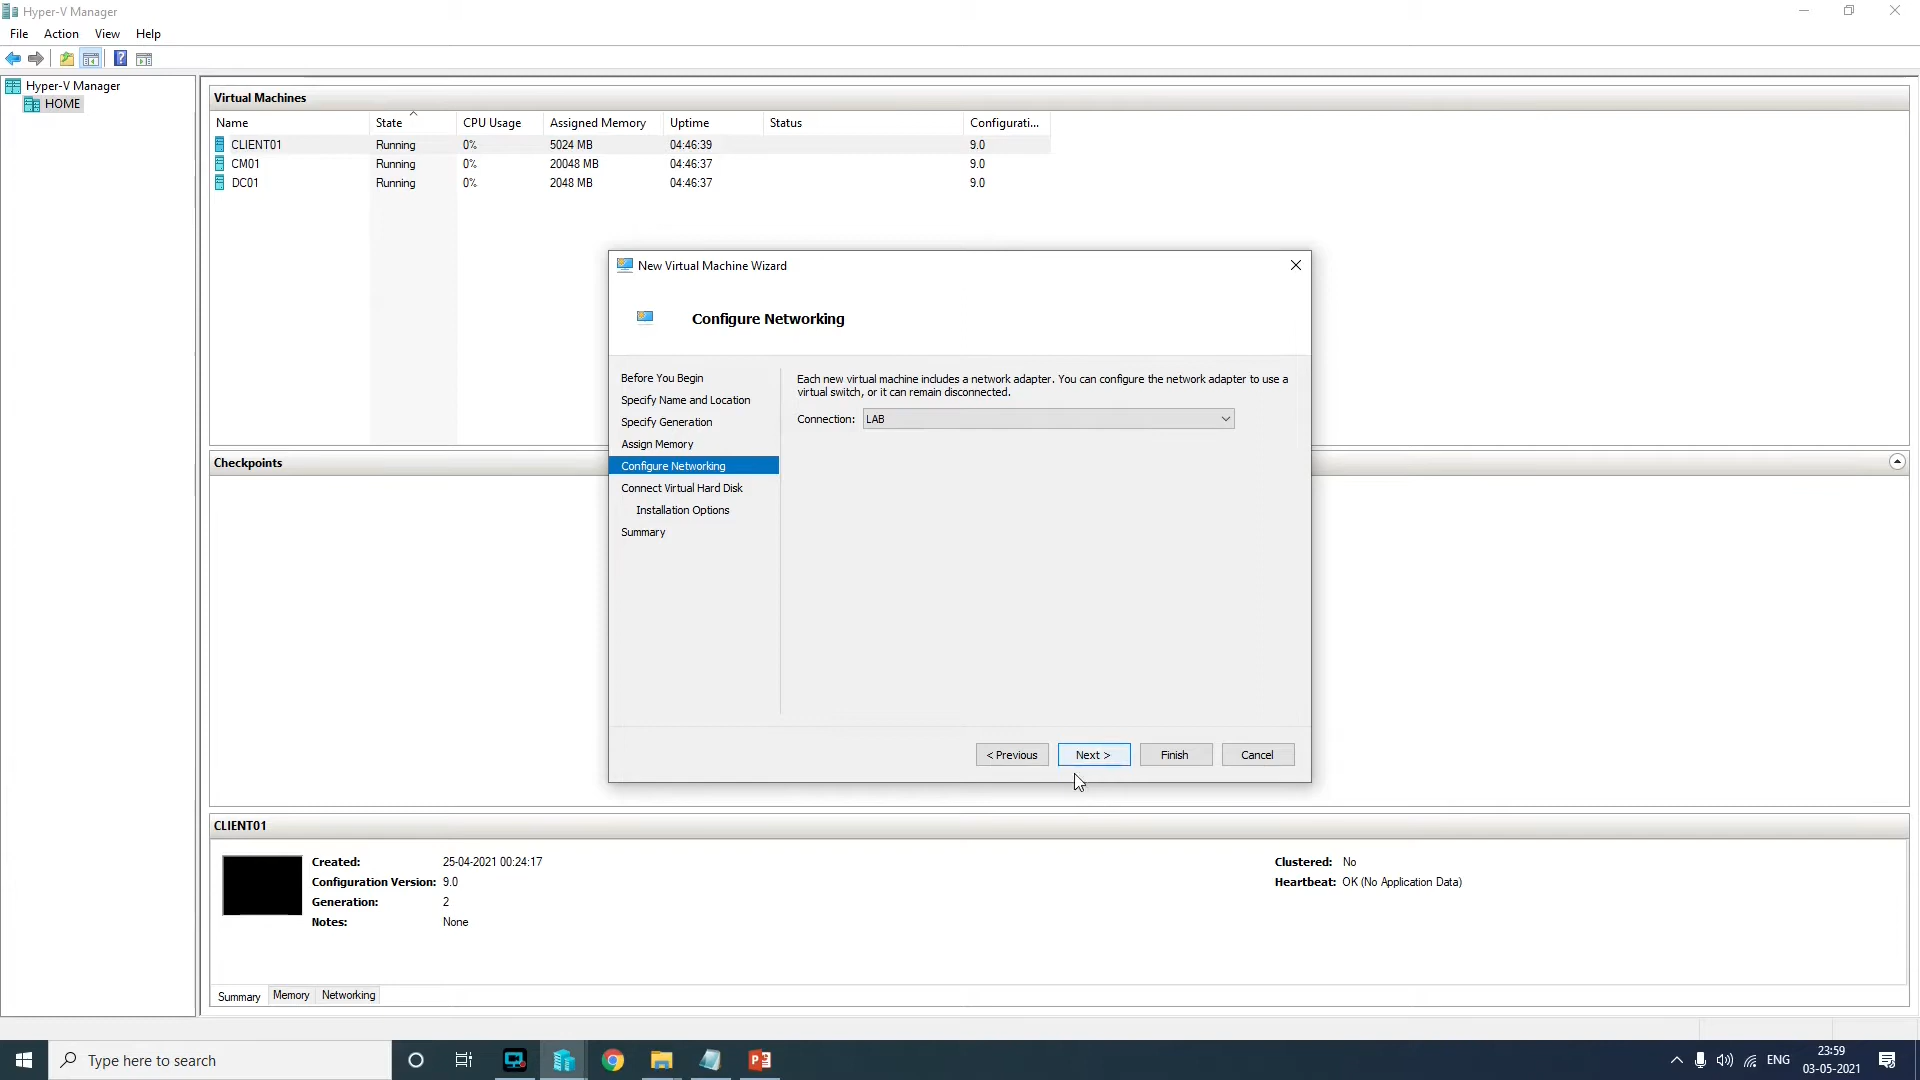 Hyper-V Manager
File Action View Help
Hyper-V Manager
HOME
Virtual Machines
Name State CPU Usage Assigned Memory Uptime Status Configurati...
CLIENT01 Running 0% 5024 MB 04:46:39 9.0
CM01 Running 0% 20048 MB 04:46:37 9.0
DC01 Running 0% 2048 MB 04:46:37 9.0
New Virtual Machine Wizard
Configure Networking
Before You Begin
Specify Name and Location
Specify Generation
Assign Memory
Configure Networking
Connect Virtual Hard Disk
Installation Options
Summary
Each new virtual machine includes a network adapter. You can configure the network adapter to use a
virtual switch, or it can remain disconnected.
Connection: LAB
< Previous Next > Finish Cancel
Checkpoints
CLIENT01
Created: 25-04-2021 00:24:17
Configuration Version: 9.0
Generation: 2
Notes: None
Clustered: No
Heartbeat: OK (No Application Data)
Summary Memory Networking
Type here to search
ENG
23:59
03-05-2021